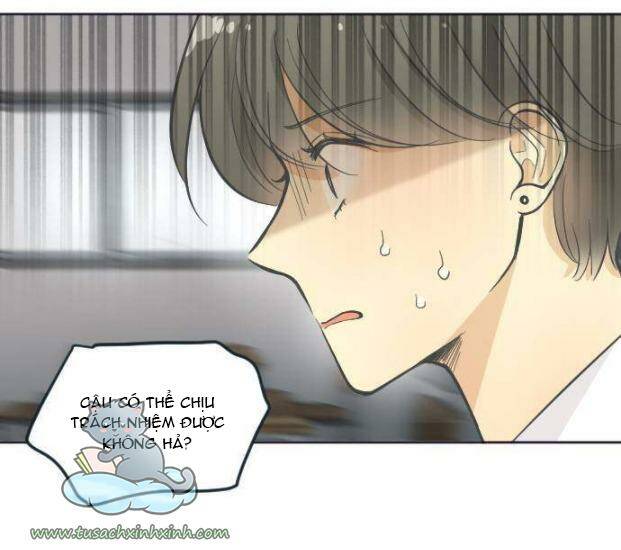 CẬU CÓ THỂ CHỊU
TRÁCH NHIỆM ĐƯỢC
KHÔNG HẢ?
www.tusachxinhxinh.com